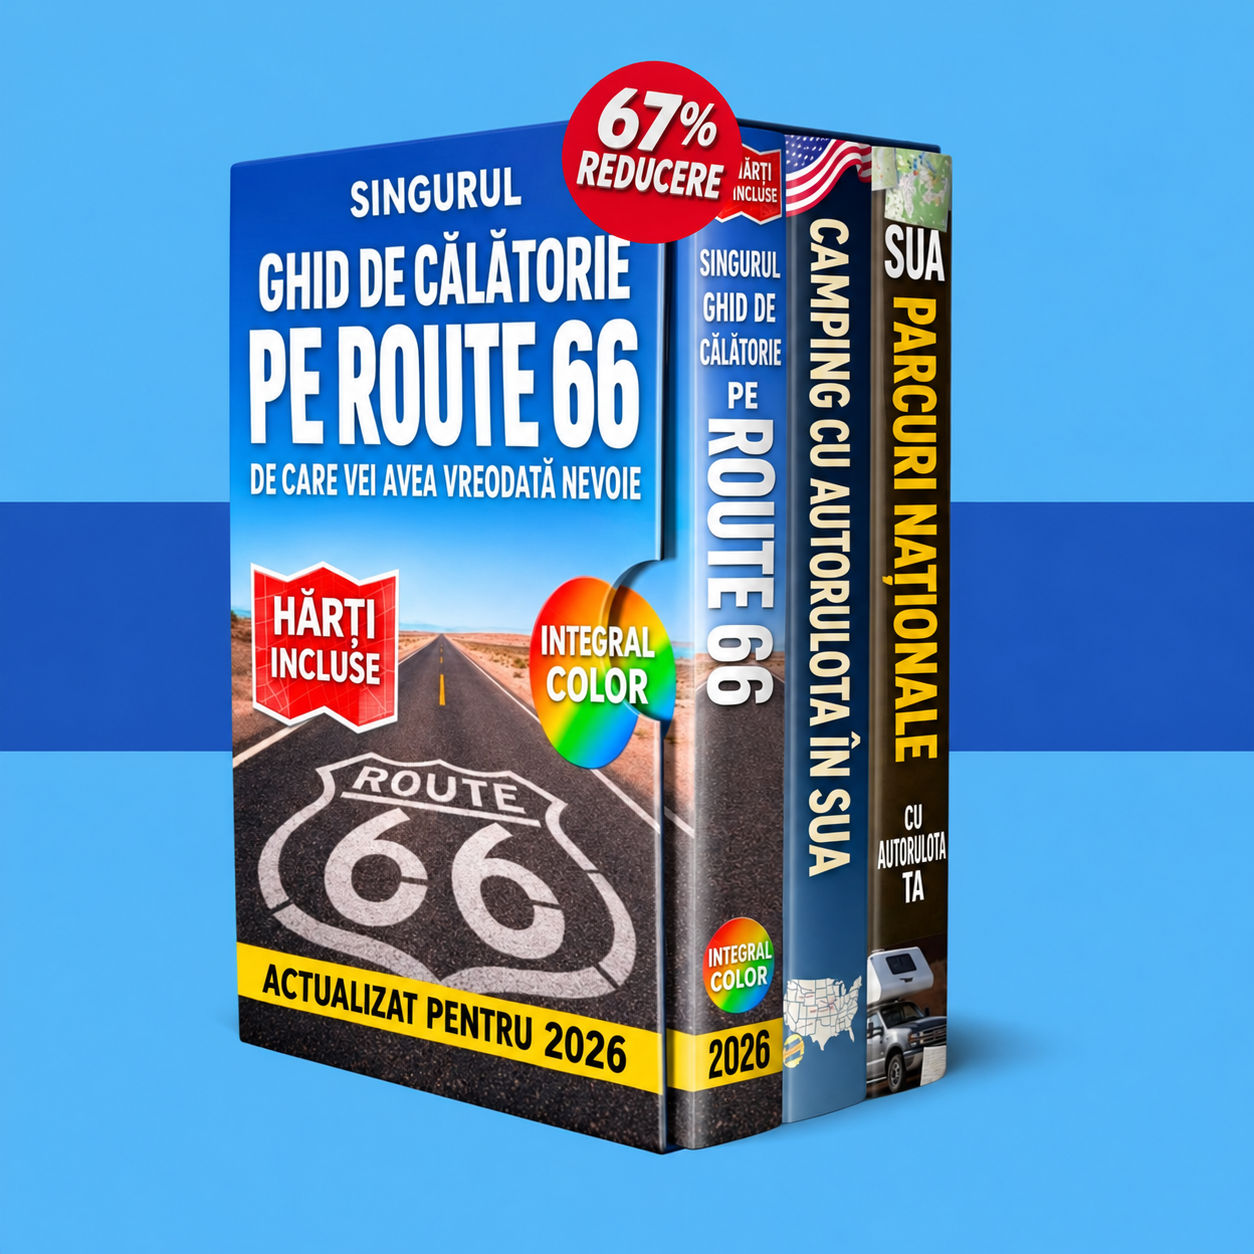 67%
REDUCERE
SINGURUL
GHID DE CĂLĂTORIE
PE ROUTE 66
DE CARE VEI AVEA VREODATĂ NEVOIE
HĂRȚI
INCLUSE
INTEGRAL
COLOR
ROUTE
66
ACTUALIZAT PENTRU 2026
ĂRȚI
INCLUSE
SINGURUL
GHID DE
CĂLĂTORIE
PE
ROUTE 66
INTEGRAL
COLOR
2026
CAMPING CU AUTORULOTA ÎN SUA
SUA
PARCURI NAȚIONALE
CU
AUTORULOTA
TA